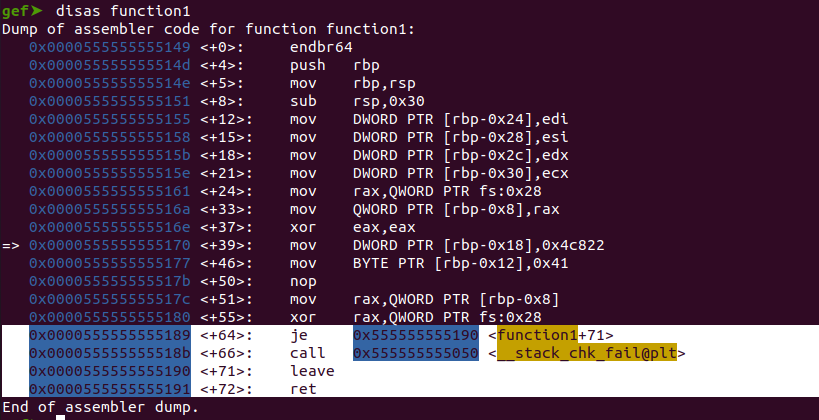 gef➤ disas function1
Dump of assembler code for function function1:
0x0000555555555149 <+0>: endbr64
0x000055555555514d <+4>: push rbp
0x000055555555514e <+5>: mov rbp,rsp
0x0000555555555151 <+8>: sub rsp,0x30
0x0000555555555155 <+12>: mov DWORD PTR [rbp-0x24],edi
0x0000555555555158 <+15>: mov DWORD PTR [rbp-0x28],esi
0x000055555555515b <+18>: mov DWORD PTR [rbp-0x2c],edx
0x000055555555515e <+21>: mov DWORD PTR [rbp-0x30],ecx
0x0000555555555161 <+24>: mov rax,QWORD PTR fs:0x28
0x000055555555516a <+33>: mov QWORD PTR [rbp-0x8],rax
0x000055555555516e <+37>: xor eax,eax
=> 0x0000555555555170 <+39>: mov DWORD PTR [rbp-0x18],0x4c822
0x0000555555555177 <+46>: mov BYTE PTR [rbp-0x12],0x41
0x000055555555517b <+50>: nop
0x000055555555517c <+51>: mov rax,QWORD PTR [rbp-0x8]
0x0000555555555180 <+55>: xor rax,QWORD PTR fs:0x28
0x0000555555555189 <+64>: je 0x555555555190 <function1+71>
0x000055555555518b <+66>: call 0x555555555050 <__stack_chk_fail@plt>
0x0000555555555190 <+71>: leave
0x0000555555555191 <+72>: ret
End of assembler dump.